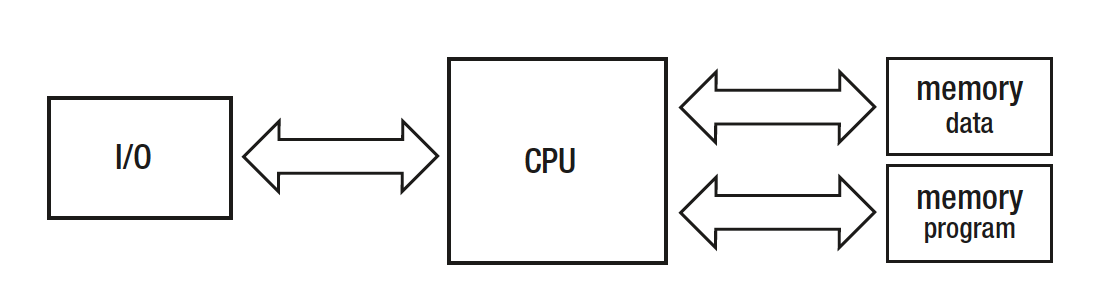 I/O
CPU
memory
data
memory
program